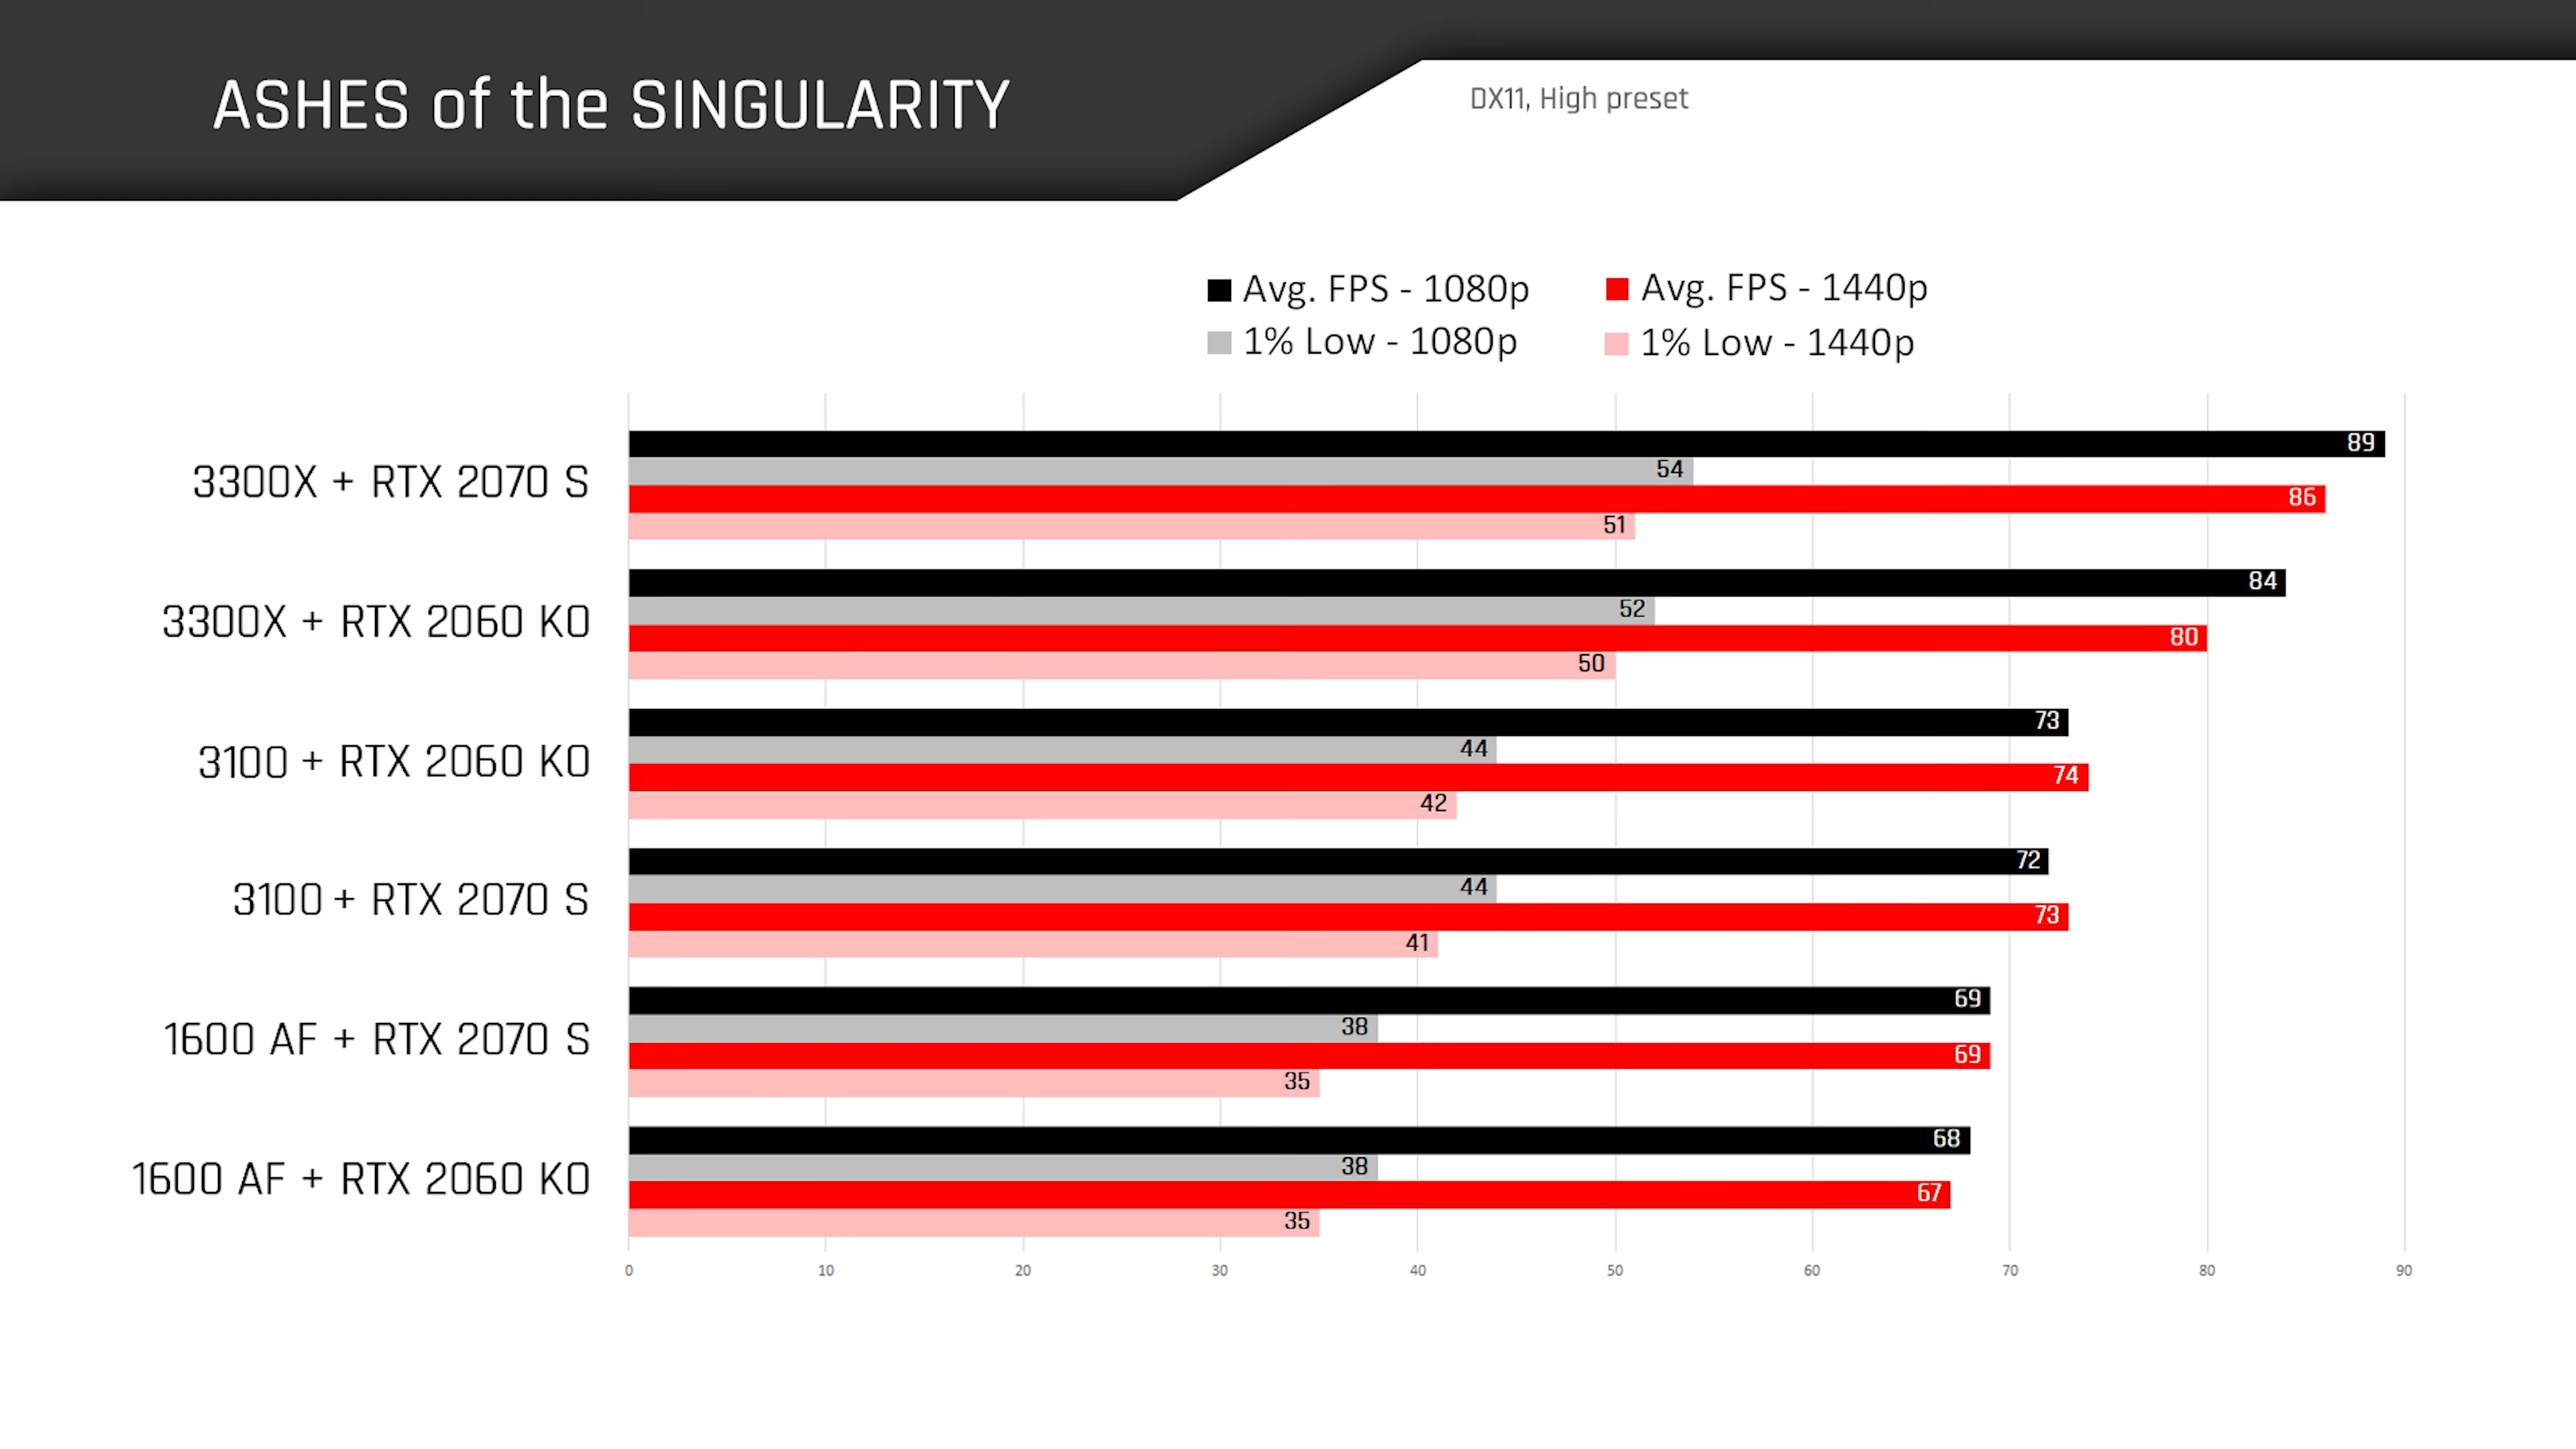 ASHES of the SINGULARITY
DX11, High preset
Avg. FPS - 1080p
Avg. FPS - 1440p
1% Low - 1080p
1% Low - 1440p
3300X + RTX 2070 S
89
54
86
51
3300X + RTX 2060 KO
84
52
80
50
3100 + RTX 2060 KO
73
44
74
42
3100 + RTX 2070 S
72
44
73
41
1600 AF + RTX 2070 S
69
38
69
35
1600 AF + RTX 2060 KO
68
38
67
35
0 10 20 30 40 50 60 70 80 90